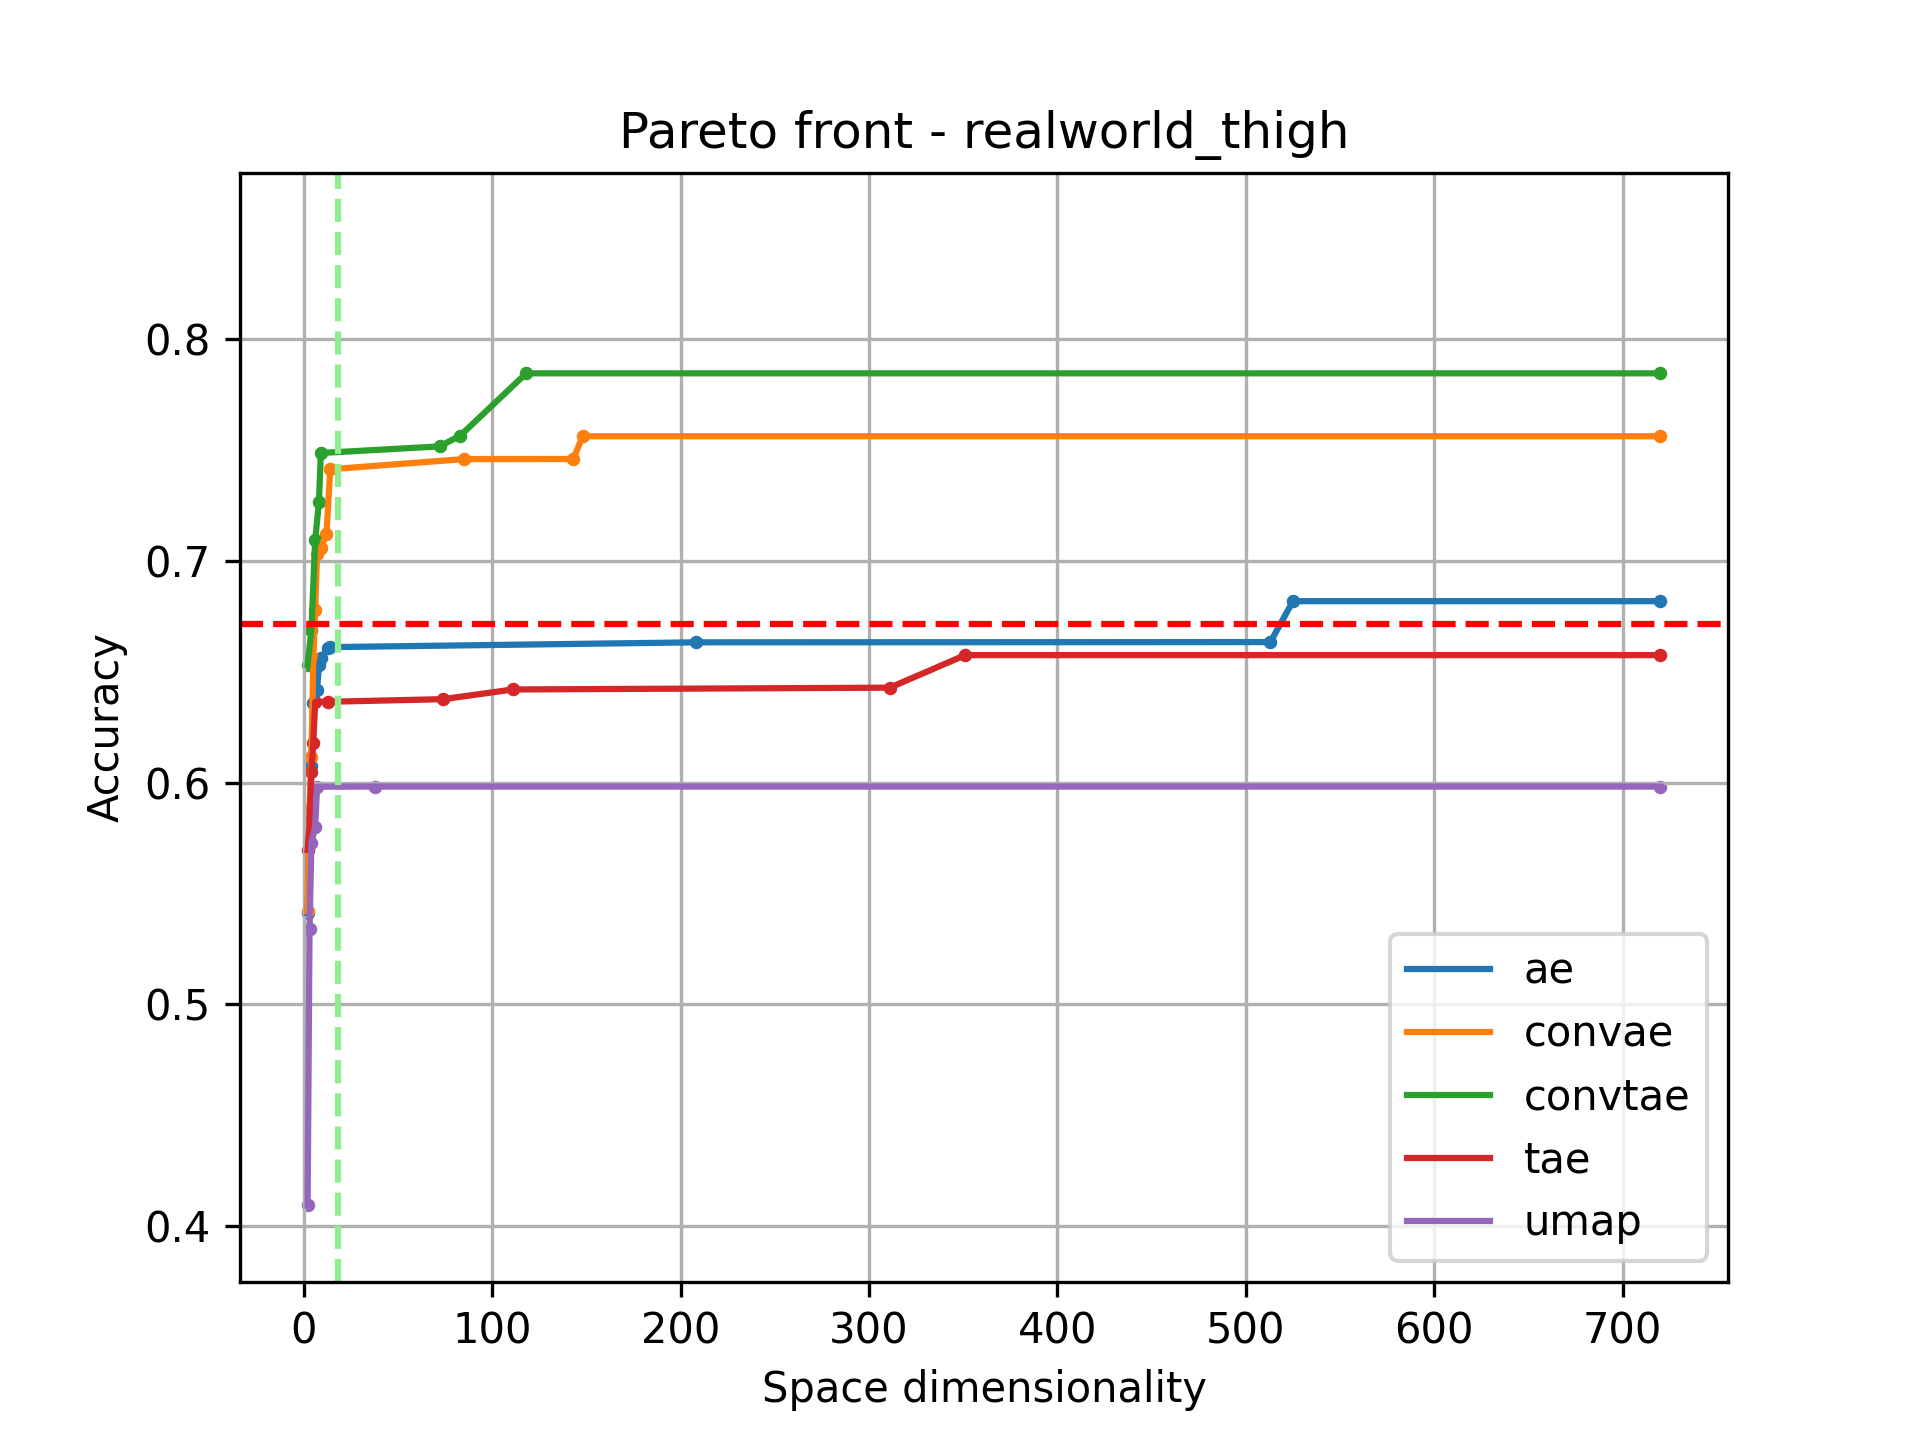 Pareto front - realworld_thigh
Accuracy
0.8
0.7
0.6
0.5
0.4
0 100 200 300 400 500 600 700
Space dimensionality
ae
convae
convtae
tae
umap